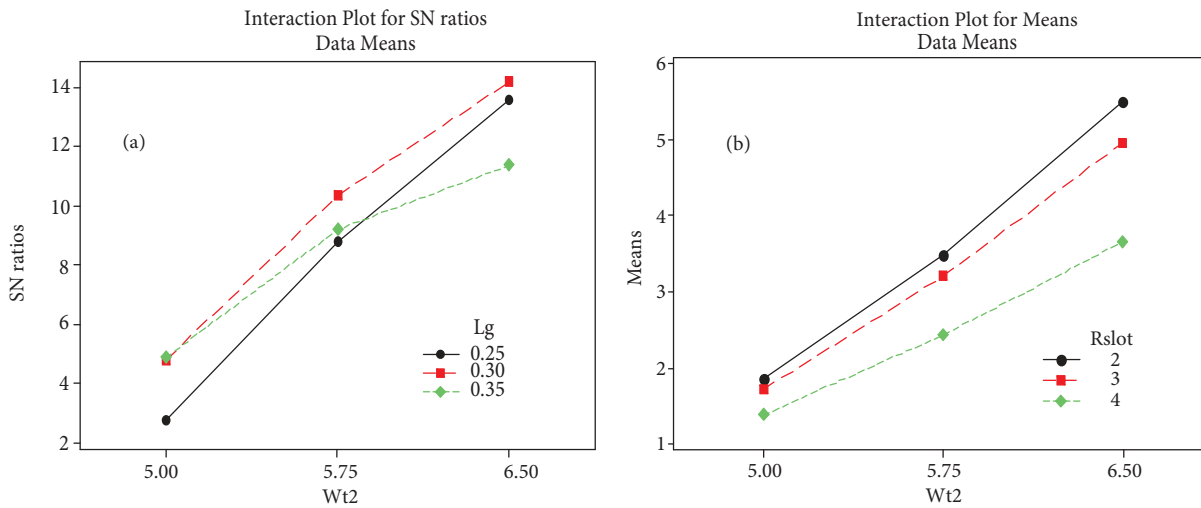 Interaction Plot for SN ratios
Data Means
SN ratios
14
12
10
8
6
4
2
(a)
Lg
0.25
0.30
0.35
5.00
5.75
6.50
Wt2
Interaction Plot for Means
Data Means
Means
6
5
4
3
2
1
(b)
Rslot
2
3
4
5.00
5.75
6.50
Wt2